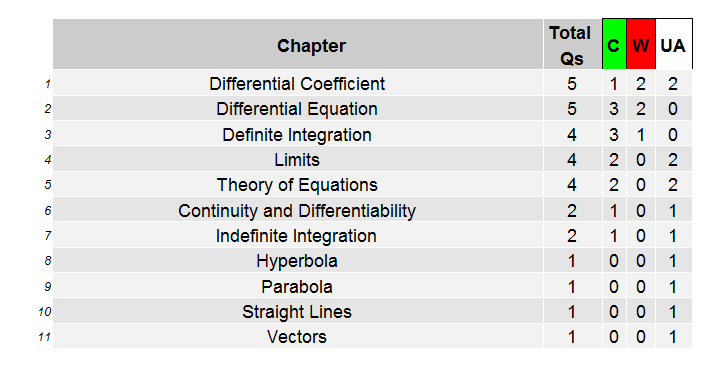 Chapter Total Qs C W UA
1 Differential Coefficient 5 1 2 2
2 Differential Equation 5 3 2 0
3 Definite Integration 4 3 1 0
4 Limits 4 2 0 2
5 Theory of Equations 4 2 0 2
6 Continuity and Differentiability 2 1 0 1
7 Indefinite Integration 2 1 0 1
8 Hyperbola 1 0 0 1
9 Parabola 1 0 0 1
10 Straight Lines 1 0 0 1
11 Vectors 1 0 0 1